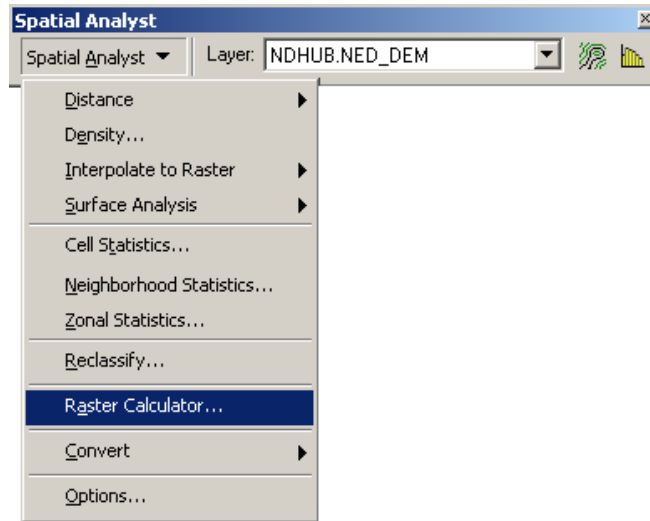 Spatial Analyst
Spatial Analyst Layer: NDHUB.NED_DEM
Distance
Density...
Interpolate to Raster
Surface Analysis
Cell Statistics...
Neighborhood Statistics...
Zonal Statistics...
Reclassify...
Raster Calculator...
Convert
Options...